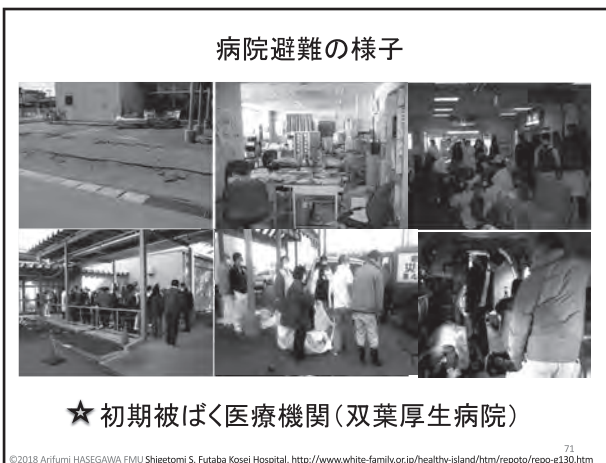 病院避難の様子
災
☆初期被ばく医療機関(双葉厚生病院)
71
©2018 Arifumi HASEGAWA FMU Shigetomi S, Futaba Kosei Hospital, http://www.white-family.or.jp/healthy-island/htm/repoto/repo-g130.htm